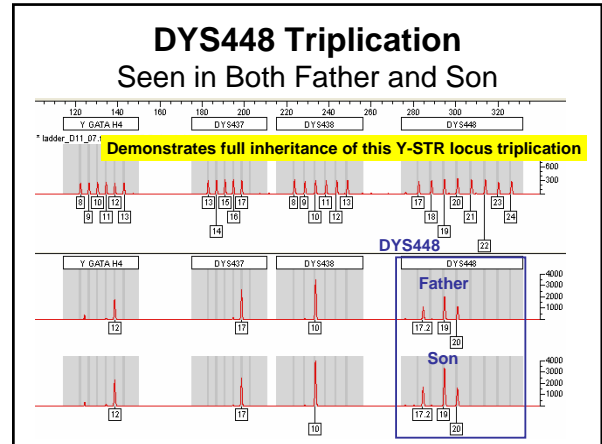 DYS448 Triplication
Seen in Both Father and Son
120 140 160 180 200 220 240 260 280 300 320
Y GATA H4 DYS437 DYS438 DYS448
Demonstrates full inheritance of this Y-STR locus triplication
* ladder_D11_07.
600
300
8 10 12 13 15 17 8 9 11 13 17 20 23
9 11 13 16 10 12 18 21 24
14 19 22
DYS448
Y GATA H4 DYS437 DYS438 DYS448
Father
4000
3000
2000
1000
12 17 10 17.2 19
20
Son
4000
3000
2000
1000
12 17 17.2 19
10 20